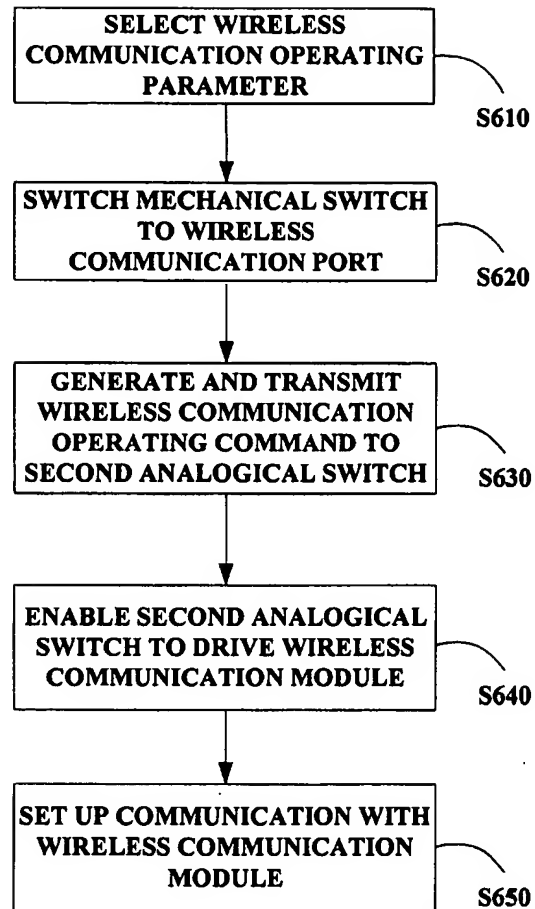 SELECT WIRELESS
COMMUNICATION OPERATING
PARAMETER
S610
SWITCH MECHANICAL SWITCH
TO WIRELESS
COMMUNICATION PORT
S620
GENERATE AND TRANSMIT
WIRELESS COMMUNICATION
OPERATING COMMAND TO
SECOND ANALOGICAL SWITCH
S630
ENABLE SECOND ANALOGICAL
SWITCH TO DRIVE WIRELESS
COMMUNICATION MODULE
S640
SET UP COMMUNICATION WITH
WIRELESS COMMUNICATION
MODULE
S650